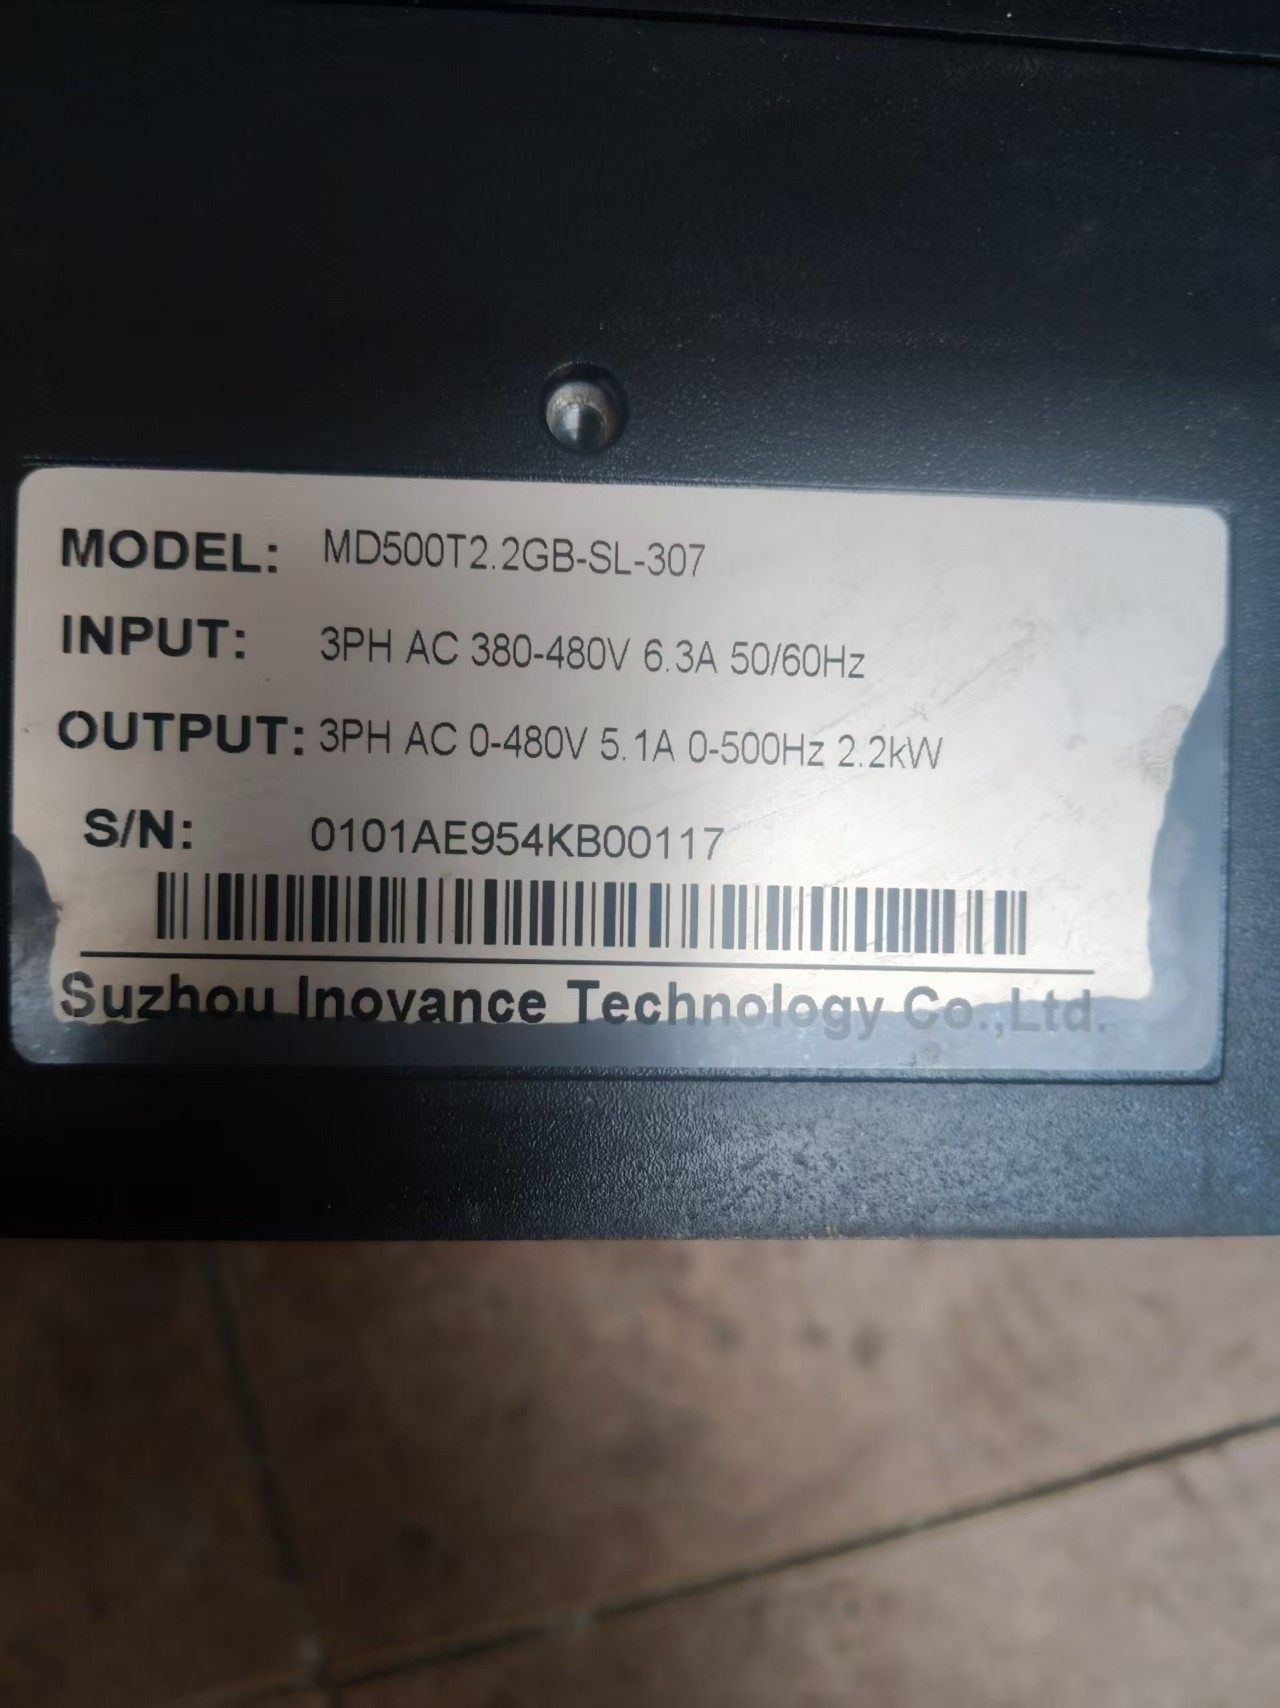 MODEL: MD500T2.2GB-SL-307
INPUT: 3PH AC 380-480V 6.3A 50/60Hz
OUTPUT: 3PH AC 0-480V 5.1A 0-500Hz 2.2kW
S/N: 0101AE954KB00117
Suzhou Inovance Technology Co.,Ltd.